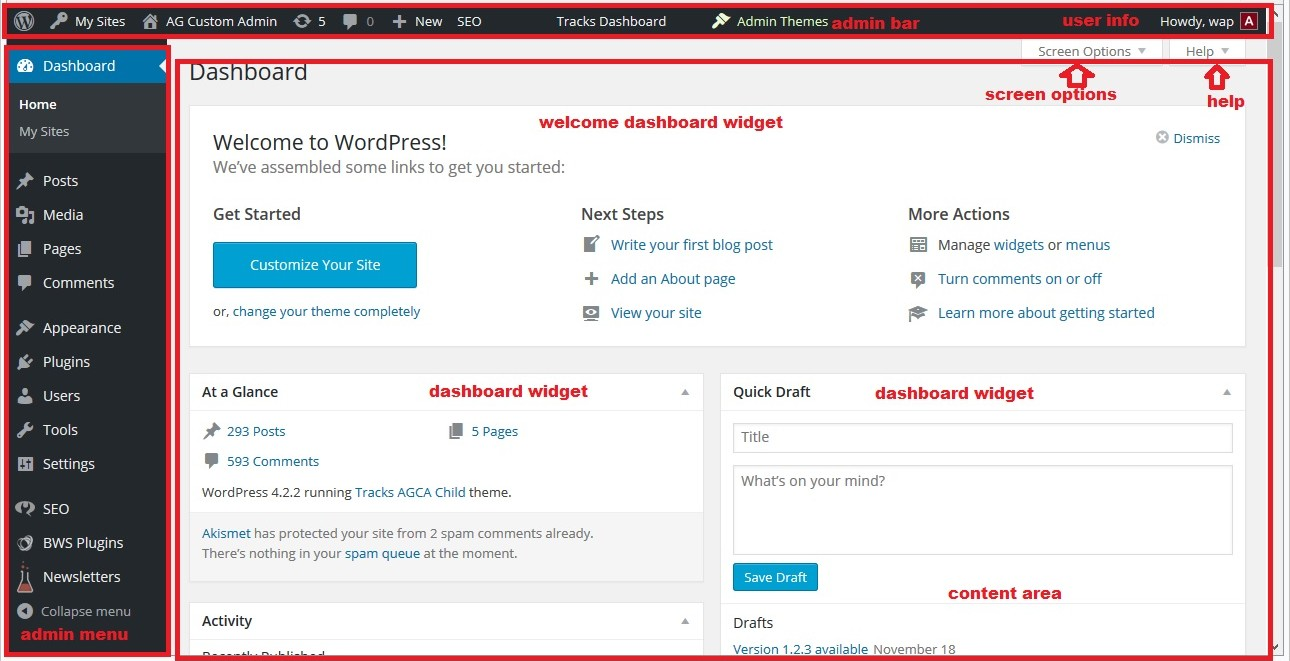 My Sites AG Custom Admin 5 0 New SEO Tracks Dashboard Admin Themes admin bar user info Howdy, wap A
Dashboard
Home
My Sites
Posts
Media
Pages
Comments
Appearance
Plugins
Users
Tools
Settings
SEO
BWS Plugins
Newsletters
Collapse menu
admin menu
Screen Options Help
screen options
help
Dashboard
welcome dashboard widget
Welcome to WordPress!
Dismiss
We've assembled some links to get you started:
Get Started
Customize Your Site
or, change your theme completely
Next Steps
Write your first blog post
Add an About page
View your site
More Actions
Manage widgets or menus
Turn comments on or off
Learn more about getting started
At a Glance dashboard widget
293 Posts 5 Pages
593 Comments
WordPress 4.2.2 running Tracks AGCA Child theme.
Akismet has protected your site from 2 spam comments already.
There's nothing in your spam queue at the moment.
Activity
Recently Published
Quick Draft dashboard widget
Title
What's on your mind?
Save Draft
content area
Drafts
Version 1.2.3 available November 18